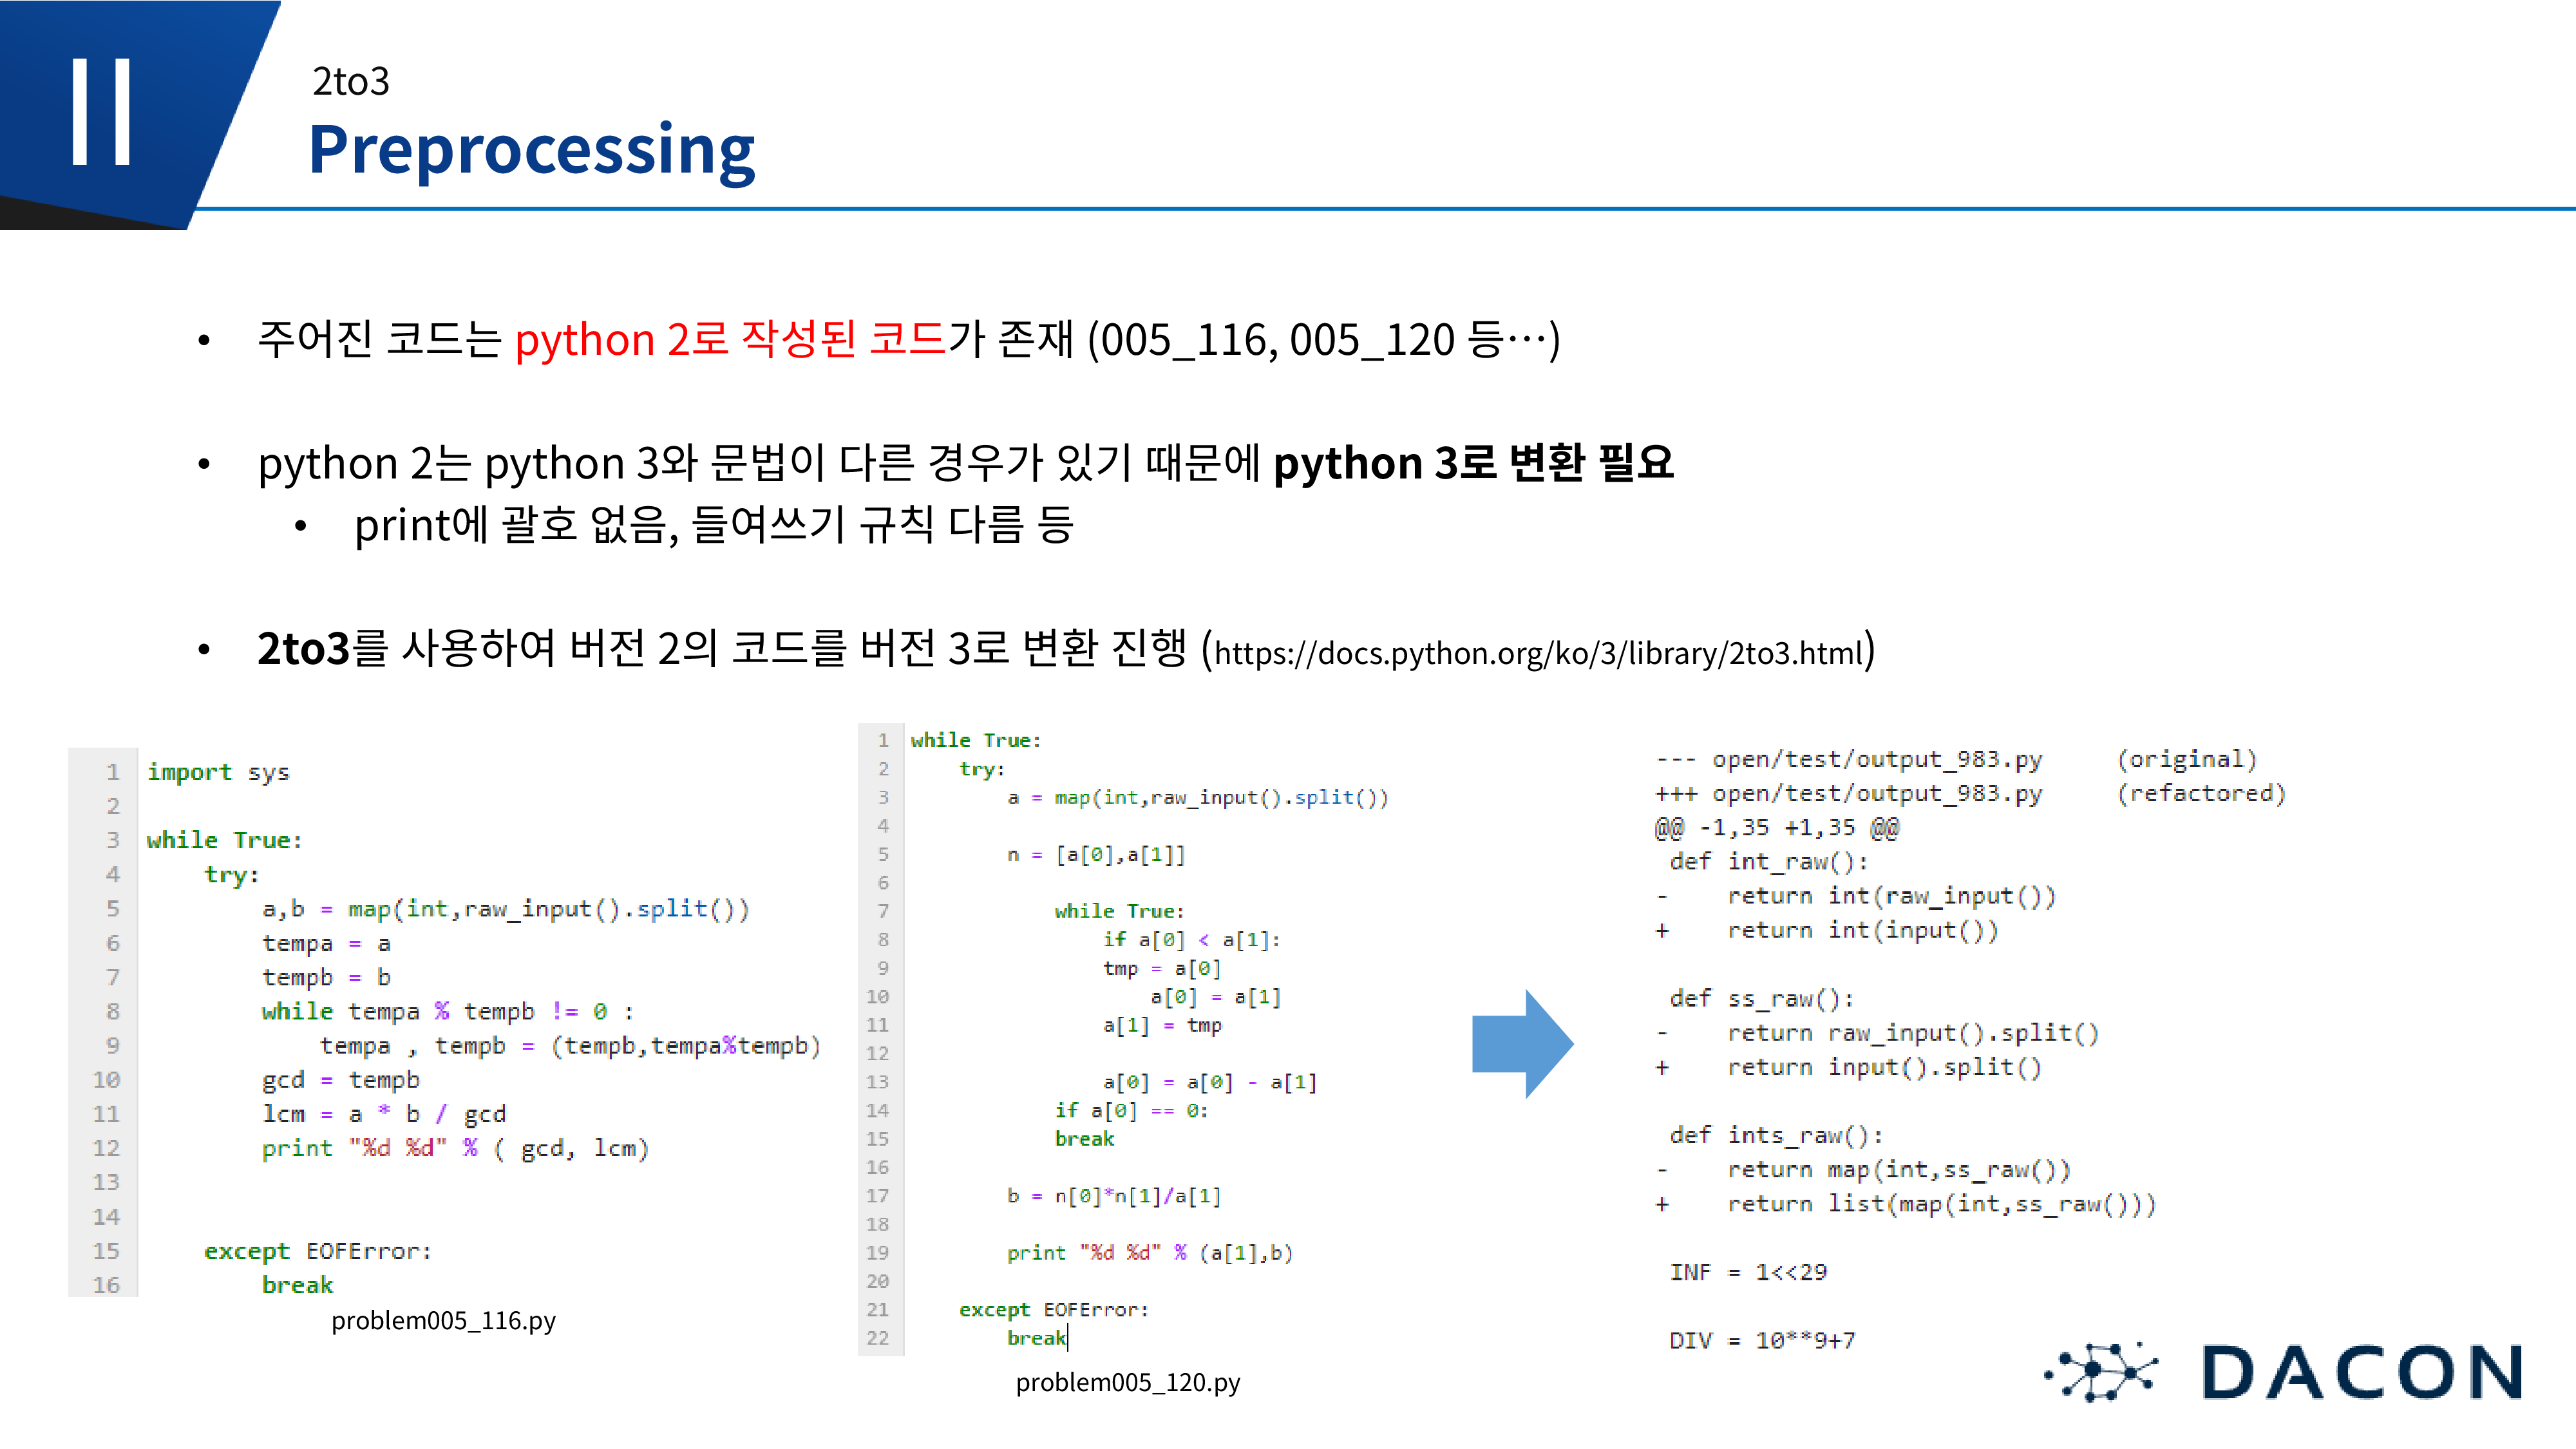 II
2to3
Preprocessing
• 주어진 코드는 python 2로 작성된 코드가 존재 (005_116, 005_120 등…)
• python 2는 python 3와 문법이 다른 경우가 있기 때문에 python 3로 변환 필요
• print에 괄호 없음, 들여쓰기 규칙 다름 등
• 2to3를 사용하여 버전 2의 코드를 버전 3로 변환 진행 (https://docs.python.org/ko/3/library/2to3.html)
1 import sys
2
3 while True:
4     try:
5         a,b = map(int,raw_input().split())
6         tempa = a
7         tempb = b
8         while tempa % tempb != 0 :
9             tempa , tempb = (tempb,tempa%tempb)
10         gcd = tempb
11         lcm = a * b / gcd
12         print "%d %d" % ( gcd, lcm)
13
14
15     except EOFError:
16         break
problem005_116.py
1 while True:
2     try:
3         a = map(int,raw_input().split())
4
5         n = [a[0],a[1]]
6
7             while True:
8                 if a[0] < a[1]:
9                 tmp = a[0]
10                     a[0] = a[1]
11                 a[1] = tmp
12
13                 a[0] = a[0] - a[1]
14             if a[0] == 0:
15             break
16
17         b = n[0]*n[1]/a[1]
18
19         print "%d %d" % (a[1],b)
20
21     except EOFError:
22         break
problem005_120.py
--- open/test/output_983.py     (original)
+++ open/test/output_983.py     (refactored)
@@ -1,35 +1,35 @@
 def int_raw():
-    return int(raw_input())
+    return int(input())
 def ss_raw():
-    return raw_input().split()
+    return input().split()
 def ints_raw():
-    return map(int,ss_raw())
+    return list(map(int,ss_raw()))
 INF = 1<<29
 DIV = 10**9+7
DACON